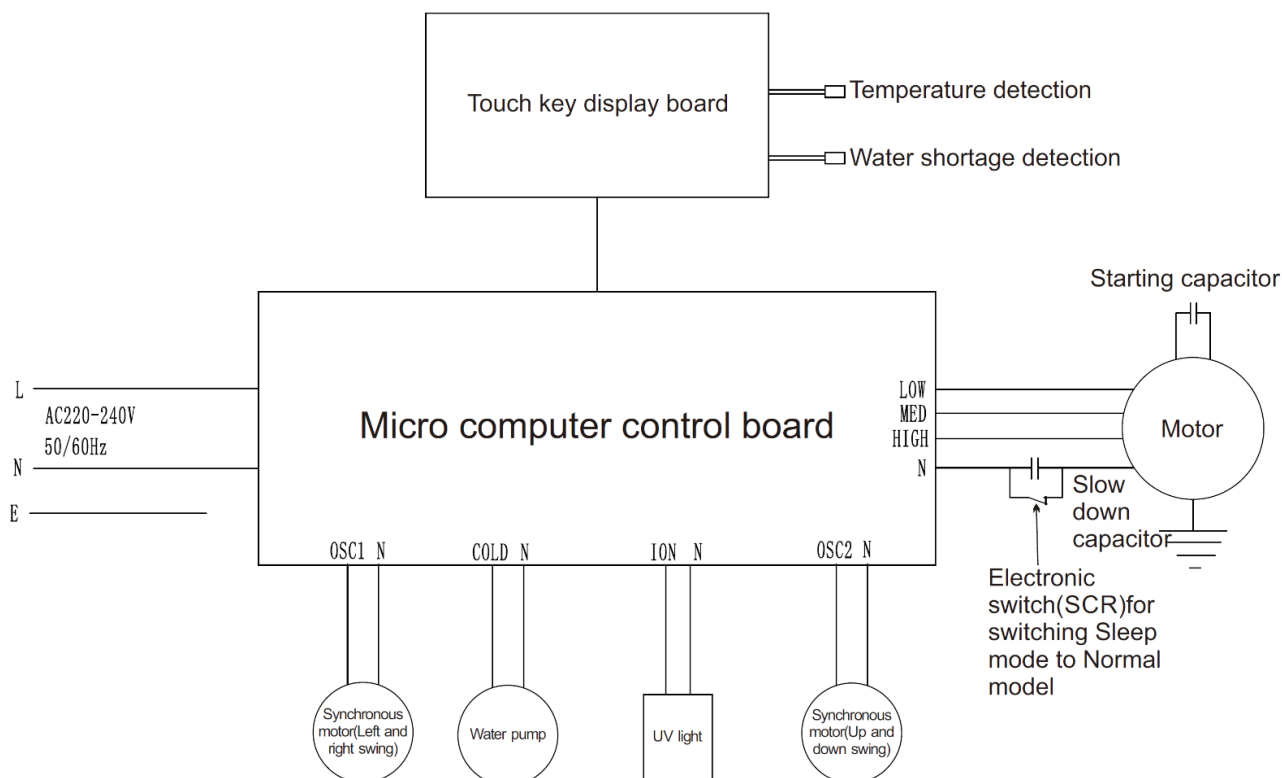 Touch key display board
Temperature detection
Water shortage detection
Starting capacitor
L
AC220-240V
50/60Hz
N
E
Micro computer control board
LOW
MED
HIGH
N
Motor
Slow
down
capacitor
OSC1 N
COLD N
ION N
OSC2 N
Electronic
switch(SCR)for
switching Sleep
mode to Normal
model
Synchronous
motor(Left and
right swing)
Water pump
UV light
Synchronous
motor(Up and
down swing)